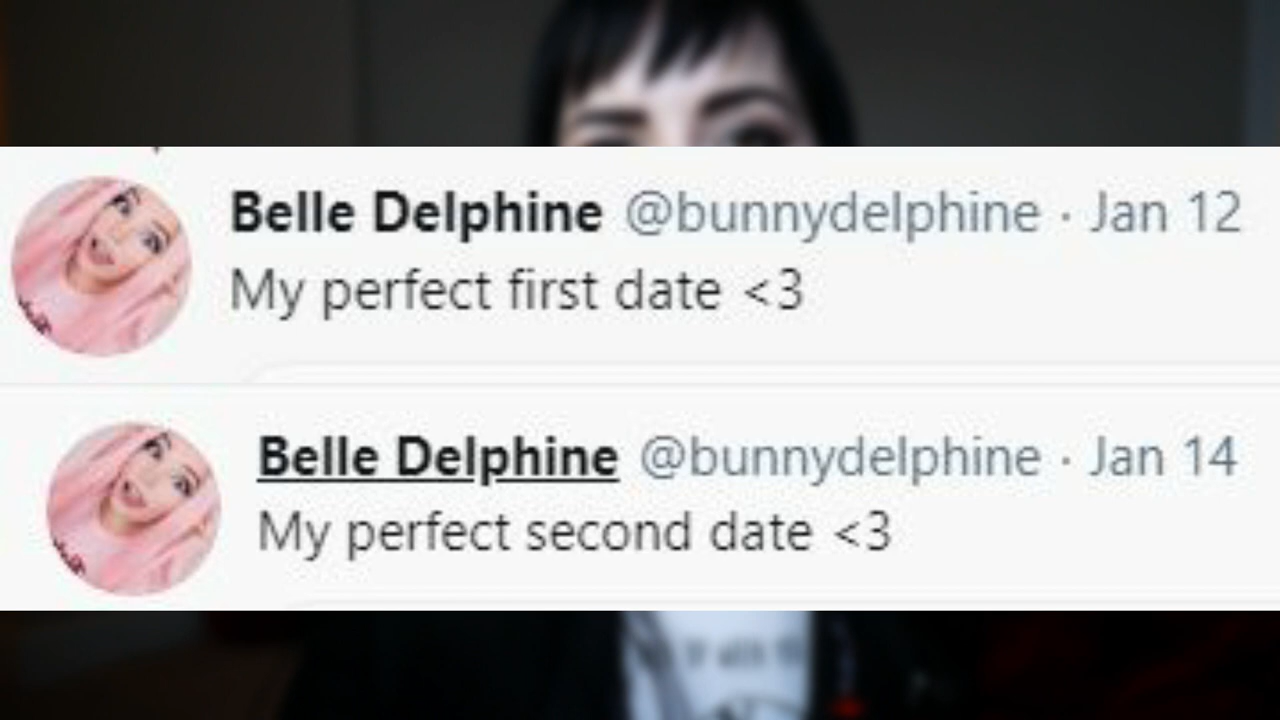 Belle Delphine @bunnydelphine · Jan 12
My perfect first date <3
Belle Delphine @bunnydelphine · Jan 14
My perfect second date <3